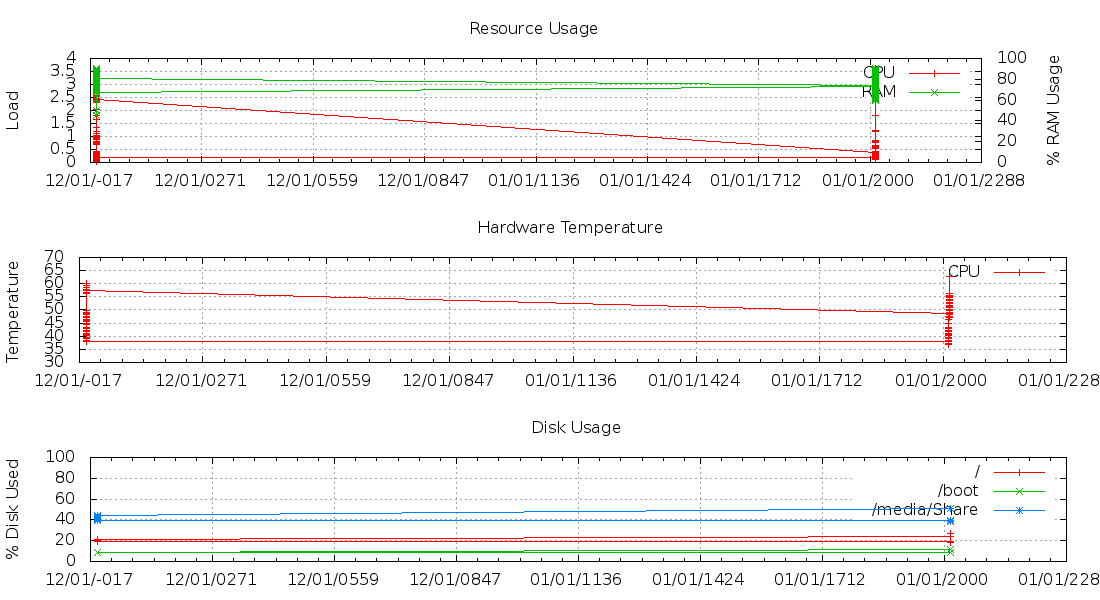 Resource Usage
4
3.5
3
2.5
2
1.5
1
0.5
0
Load
100
80
60
40
20
0
% RAM Usage
CPU
RAM
12/01/-017 12/01/0271 12/01/0559 12/01/0847 01/01/1136 01/01/1424 01/01/1712 01/01/2000 01/01/2288
Hardware Temperature
70
65
60
55
50
45
40
35
30
Temperature
CPU
12/01/-017 12/01/0271 12/01/0559 12/01/0847 01/01/1136 01/01/1424 01/01/1712 01/01/2000 01/01/228
Disk Usage
100
80
60
40
20
0
% Disk Used
/
/boot
/media/Share
12/01/-017 12/01/0271 12/01/0559 12/01/0847 01/01/1136 01/01/1424 01/01/1712 01/01/2000 01/01/228